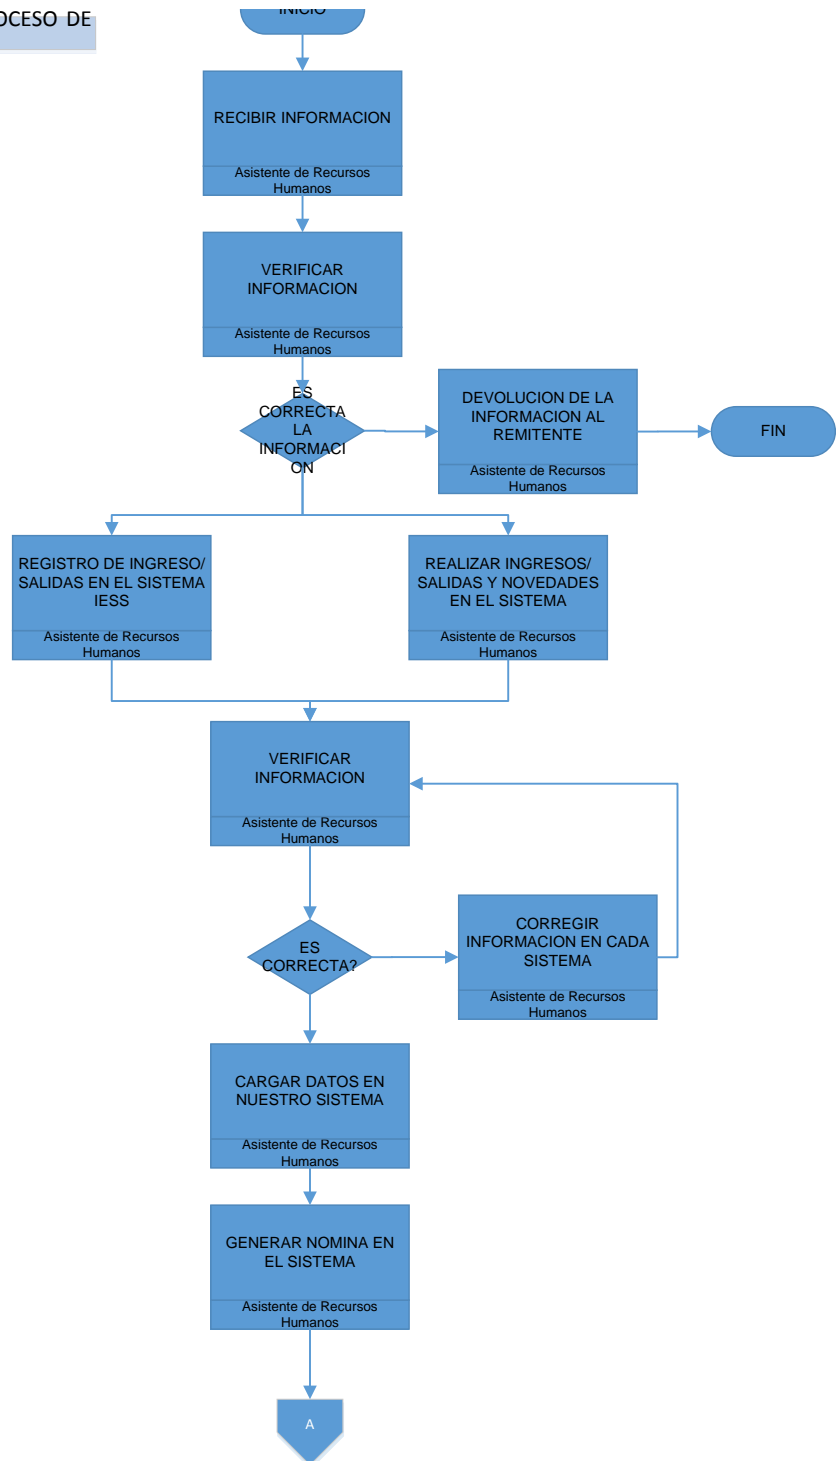 OCESO DE
INICIO
RECIBIR INFORMACION
Asistente de Recursos
Humanos
VERIFICAR
INFORMACION
Asistente de Recursos
Humanos
ES
CORRECTA
LA
INFORMACI
ON
DEVOLUCION DE LA
INFORMACION AL
REMITENTE
Asistente de Recursos
Humanos
FIN
REGISTRO DE INGRESO/
SALIDAS EN EL SISTEMA
IESS
Asistente de Recursos
Humanos
REALIZAR INGRESOS/
SALIDAS Y NOVEDADES
EN EL SISTEMA
Asistente de Recursos
Humanos
VERIFICAR
INFORMACION
Asistente de Recursos
Humanos
ES
CORRECTA?
CORREGIR
INFORMACION EN CADA
SISTEMA
Asistente de Recursos
Humanos
CARGAR DATOS EN
NUESTRO SISTEMA
Asistente de Recursos
Humanos
GENERAR NOMINA EN
EL SISTEMA
Asistente de Recursos
Humanos
A